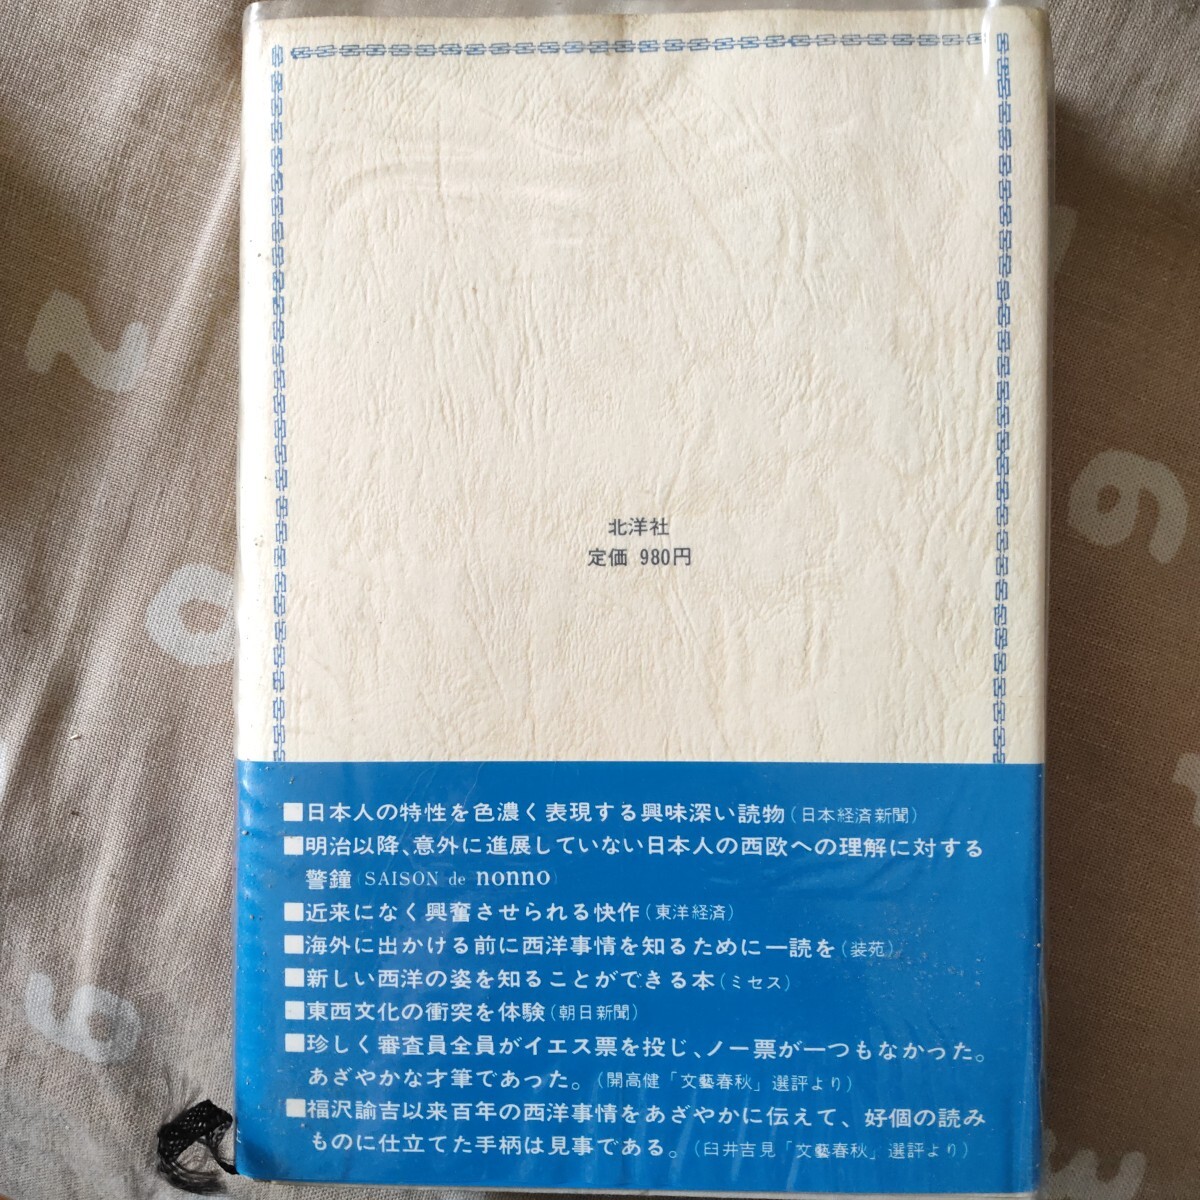 北洋社
定価 980円
■日本人の特性を色濃く表現する興味深い読物(日本経済新聞)
■明治以降、意外に進展していない日本人の西欧への理解に対する
警鐘(SAISON de nonno)
■近来になく興奮させられる快作(東洋経済)
■海外に出かける前に西洋事情を知るために一読を(装苑)
■新しい西洋の姿を知ることができる本(ミセス)
■東西文化の衝突を体験(朝日新聞)
■珍しく審査員全員がイエス票を投じ、ノー票が一つもなかった。
あざやかな才筆であった。(開高健「文藝春秋」選評より)
■福沢諭吉以来百年の西洋事情をあざやかに伝えて、好個の読み
ものに仕立てた手柄は見事である。(臼井吉見「文藝春秋」選評より)